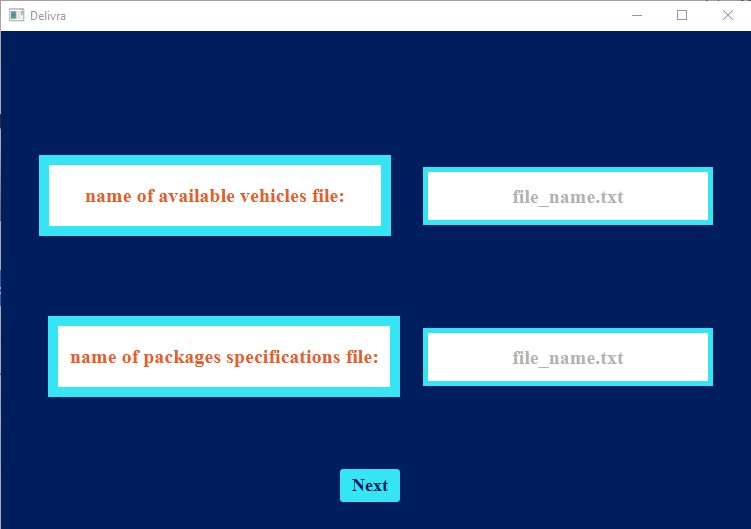 Delivra
name of available vehicles file:
file_name.txt
name of packages specifications file:
file_name.txt
Next